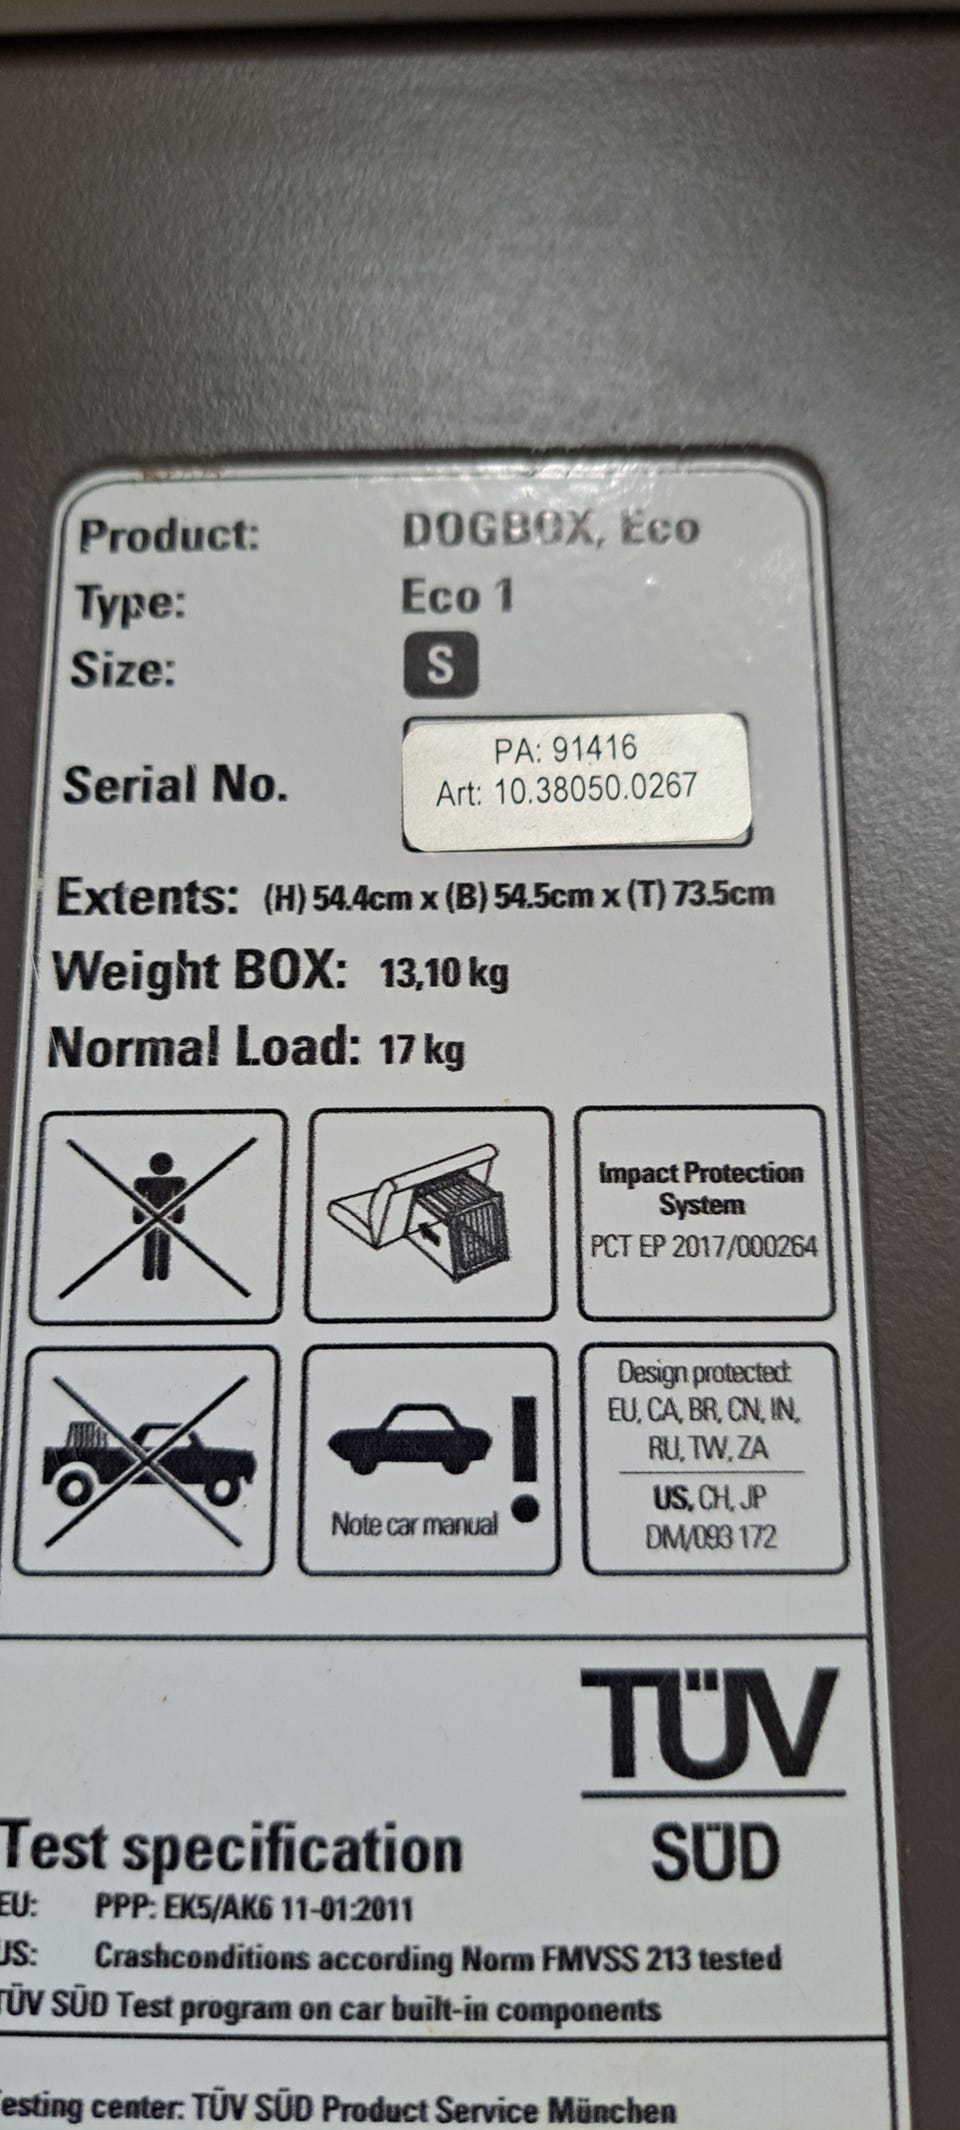 Product: DOGBOX, Eco
Type: Eco 1
Size: S
Serial No. PA: 91416
Art: 10.38050.0267
Extents: (H) 54.4cm x (B) 54.5cm x (T) 73.5cm
Weight BOX: 13,10 kg
Normal Load: 17 kg
Impact Protection
System
PCT EP 2017/000264
Note car manual
Design protected:
EU, CA, BR, CN, IN,
RU, TW, ZA
US, CH, JP
DM/093 172
TÜV
SÜD
Test specification
EU: PPP: EK5/AK6 11-01:2011
US: Crashconditions according Norm FMVSS 213 tested
TÜV SÜD Test program on car built-in components
Testing center: TÜV SÜD Product Service München